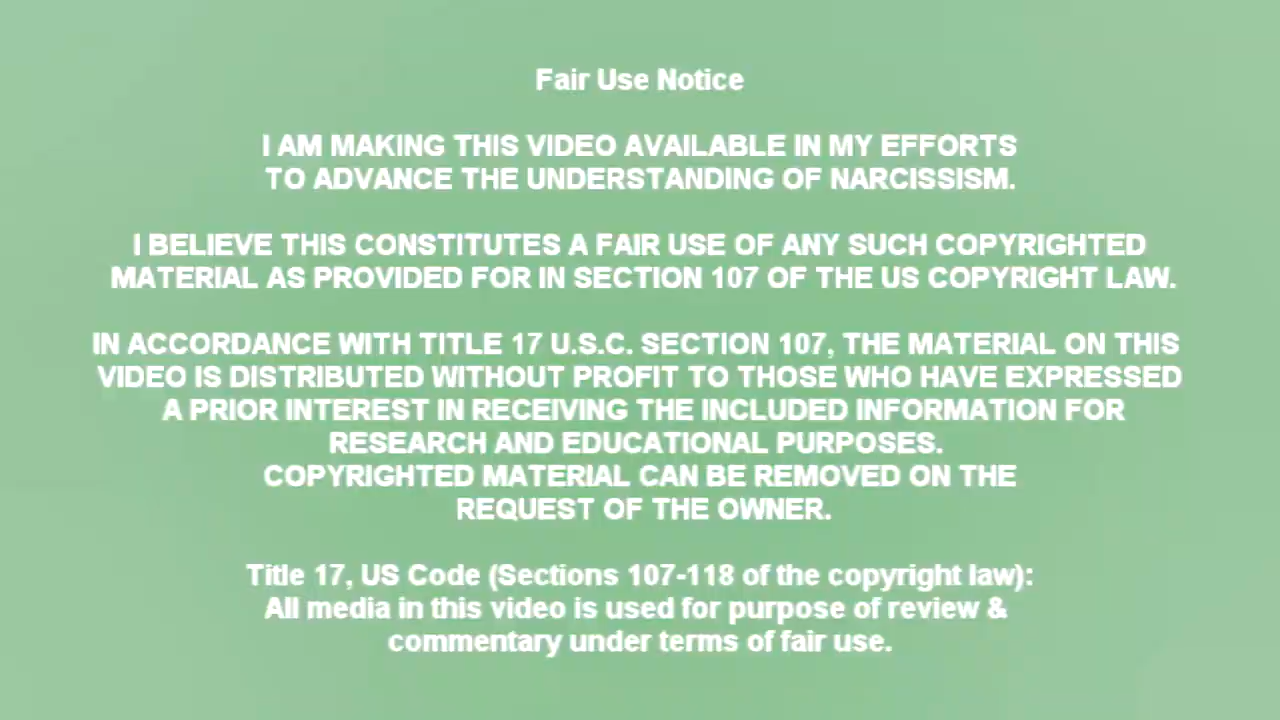 Fair Use Notice
I AM MAKING THIS VIDEO AVAILABLE IN MY EFFORTS
TO ADVANCE THE UNDERSTANDING OF NARCISSISM.
I BELIEVE THIS CONSTITUTES A FAIR USE OF ANY SUCH COPYRIGHTED
MATERIAL AS PROVIDED FOR IN SECTION 107 OF THE US COPYRIGHT LAW.
IN ACCORDANCE WITH TITLE 17 U.S.C. SECTION 107, THE MATERIAL ON THIS
VIDEO IS DISTRIBUTED WITHOUT PROFIT TO THOSE WHO HAVE EXPRESSED
A PRIOR INTEREST IN RECEIVING THE INCLUDED INFORMATION FOR
RESEARCH AND EDUCATIONAL PURPOSES.
COPYRIGHTED MATERIAL CAN BE REMOVED ON THE
REQUEST OF THE OWNER.
Title 17, US Code (Sections 107-118 of the copyright law):
All media in this video is used for purpose of review &
commentary under terms of fair use.